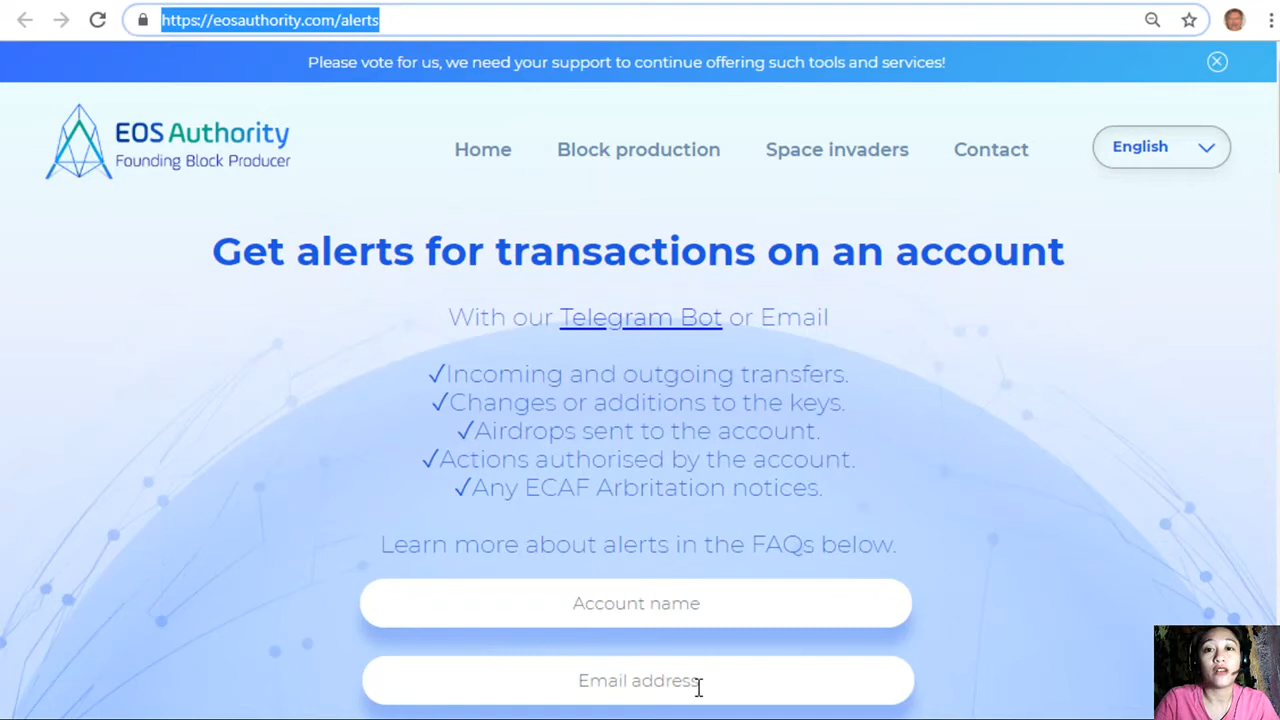 https://eosauthority.com/alerts
Please vote for us, we need your support to continue offering such tools and services!
EOS Authority
Founding Block Producer
Home
Block production
Space invaders
Contact
English
Get alerts for transactions on an account
With our Telegram Bot or Email
✓Incoming and outgoing transfers.
✓Changes or additions to the keys.
✓Airdrops sent to the account.
✓Actions authorised by the account.
✓Any ECAF Arbritation notices.
Learn more about alerts in the FAQs below.
Account name
Email address